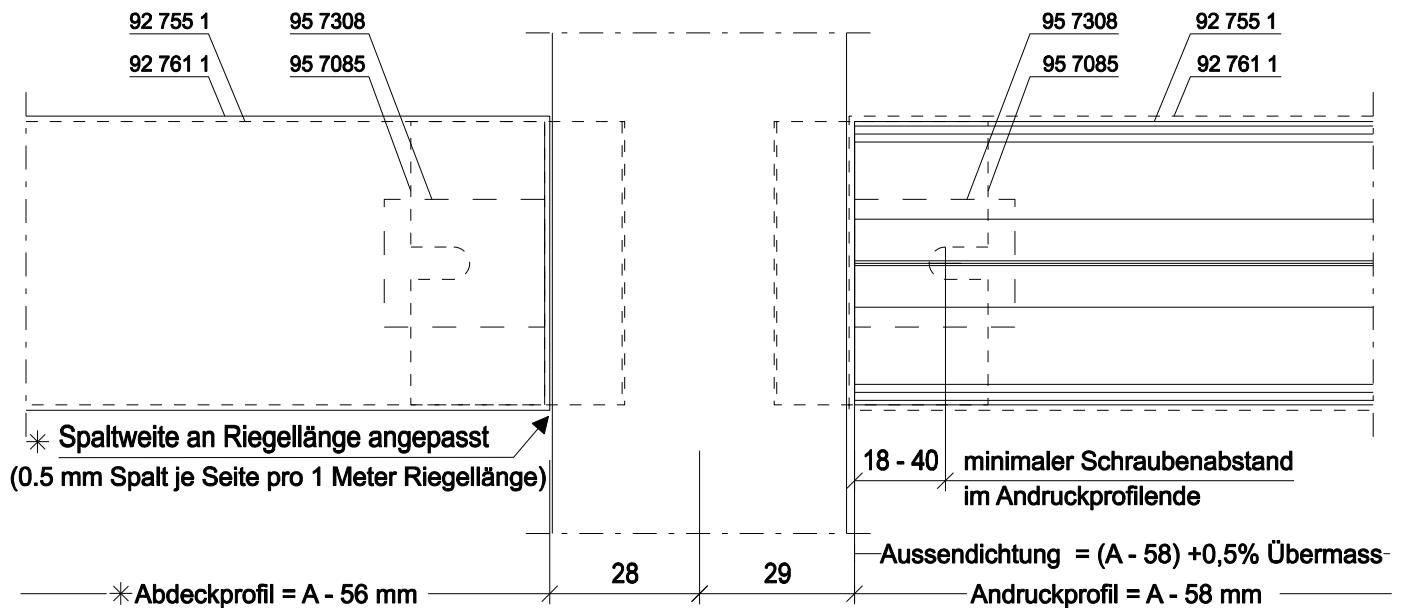 92 755 1
95 7308
95 7308
92 755 1
92 761 1
95 7085
95 7085
92 761 1
✳ Spaltweite an Riegellänge angepasst
(0.5 mm Spalt je Seite pro 1 Meter Riegellänge)
18 - 40
minimaler Schraubenabstand
im Andruckprofilende
Aussendichtung = (A - 58) +0,5% Übermass
28
29
✳ Abdeckprofil = A - 56 mm
Andruckprofil = A - 58 mm